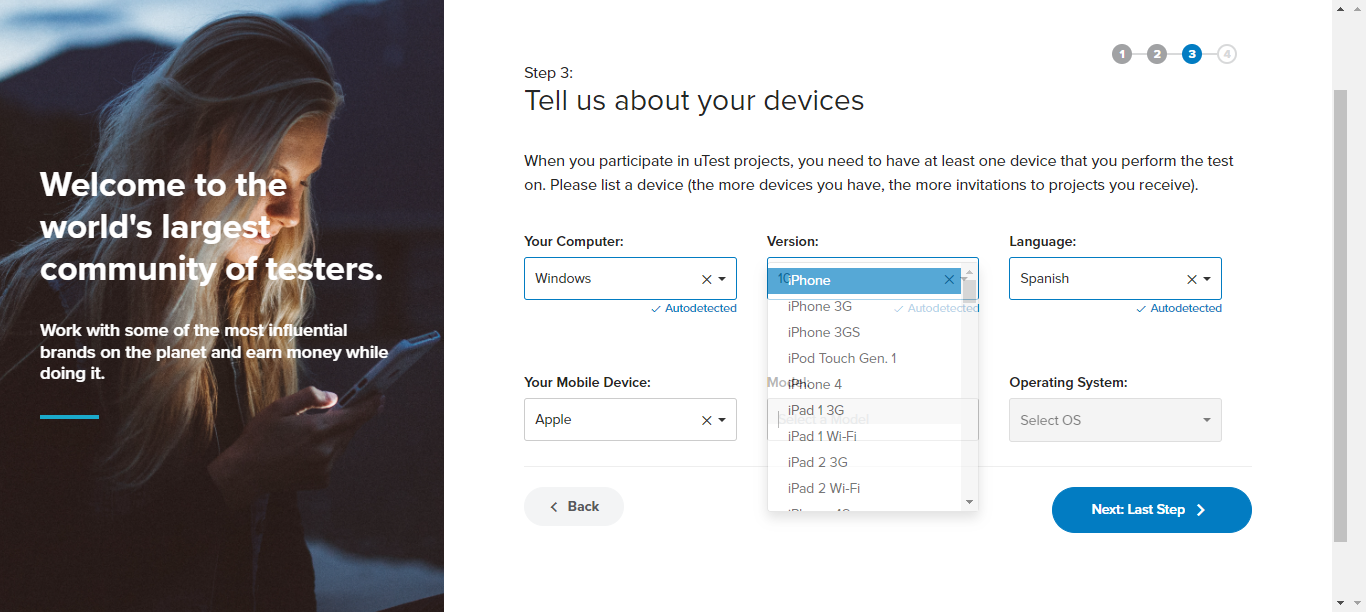 Welcome to the
world's largest
community of testers.
Work with some of the most influential
brands on the planet and earn money while
doing it.
1 2 3 4
Step 3:
Tell us about your devices
When you participate in uTest projects, you need to have at least one device that you perform the test
on. Please list a device (the more devices you have, the more invitations to projects you receive).
Your Computer:
Windows
Autodetected
Version:
Autodetected
Language:
Spanish
Autodetected
Your Mobile Device:
Apple
Select a Model
iPhone
iPhone 3G
iPhone 3GS
iPod Touch Gen. 1
iPhone 4
iPad 1 3G
iPad 1 Wi-Fi
iPad 2 3G
iPad 2 Wi-Fi
Operating System:
Select OS
Back
Next: Last Step